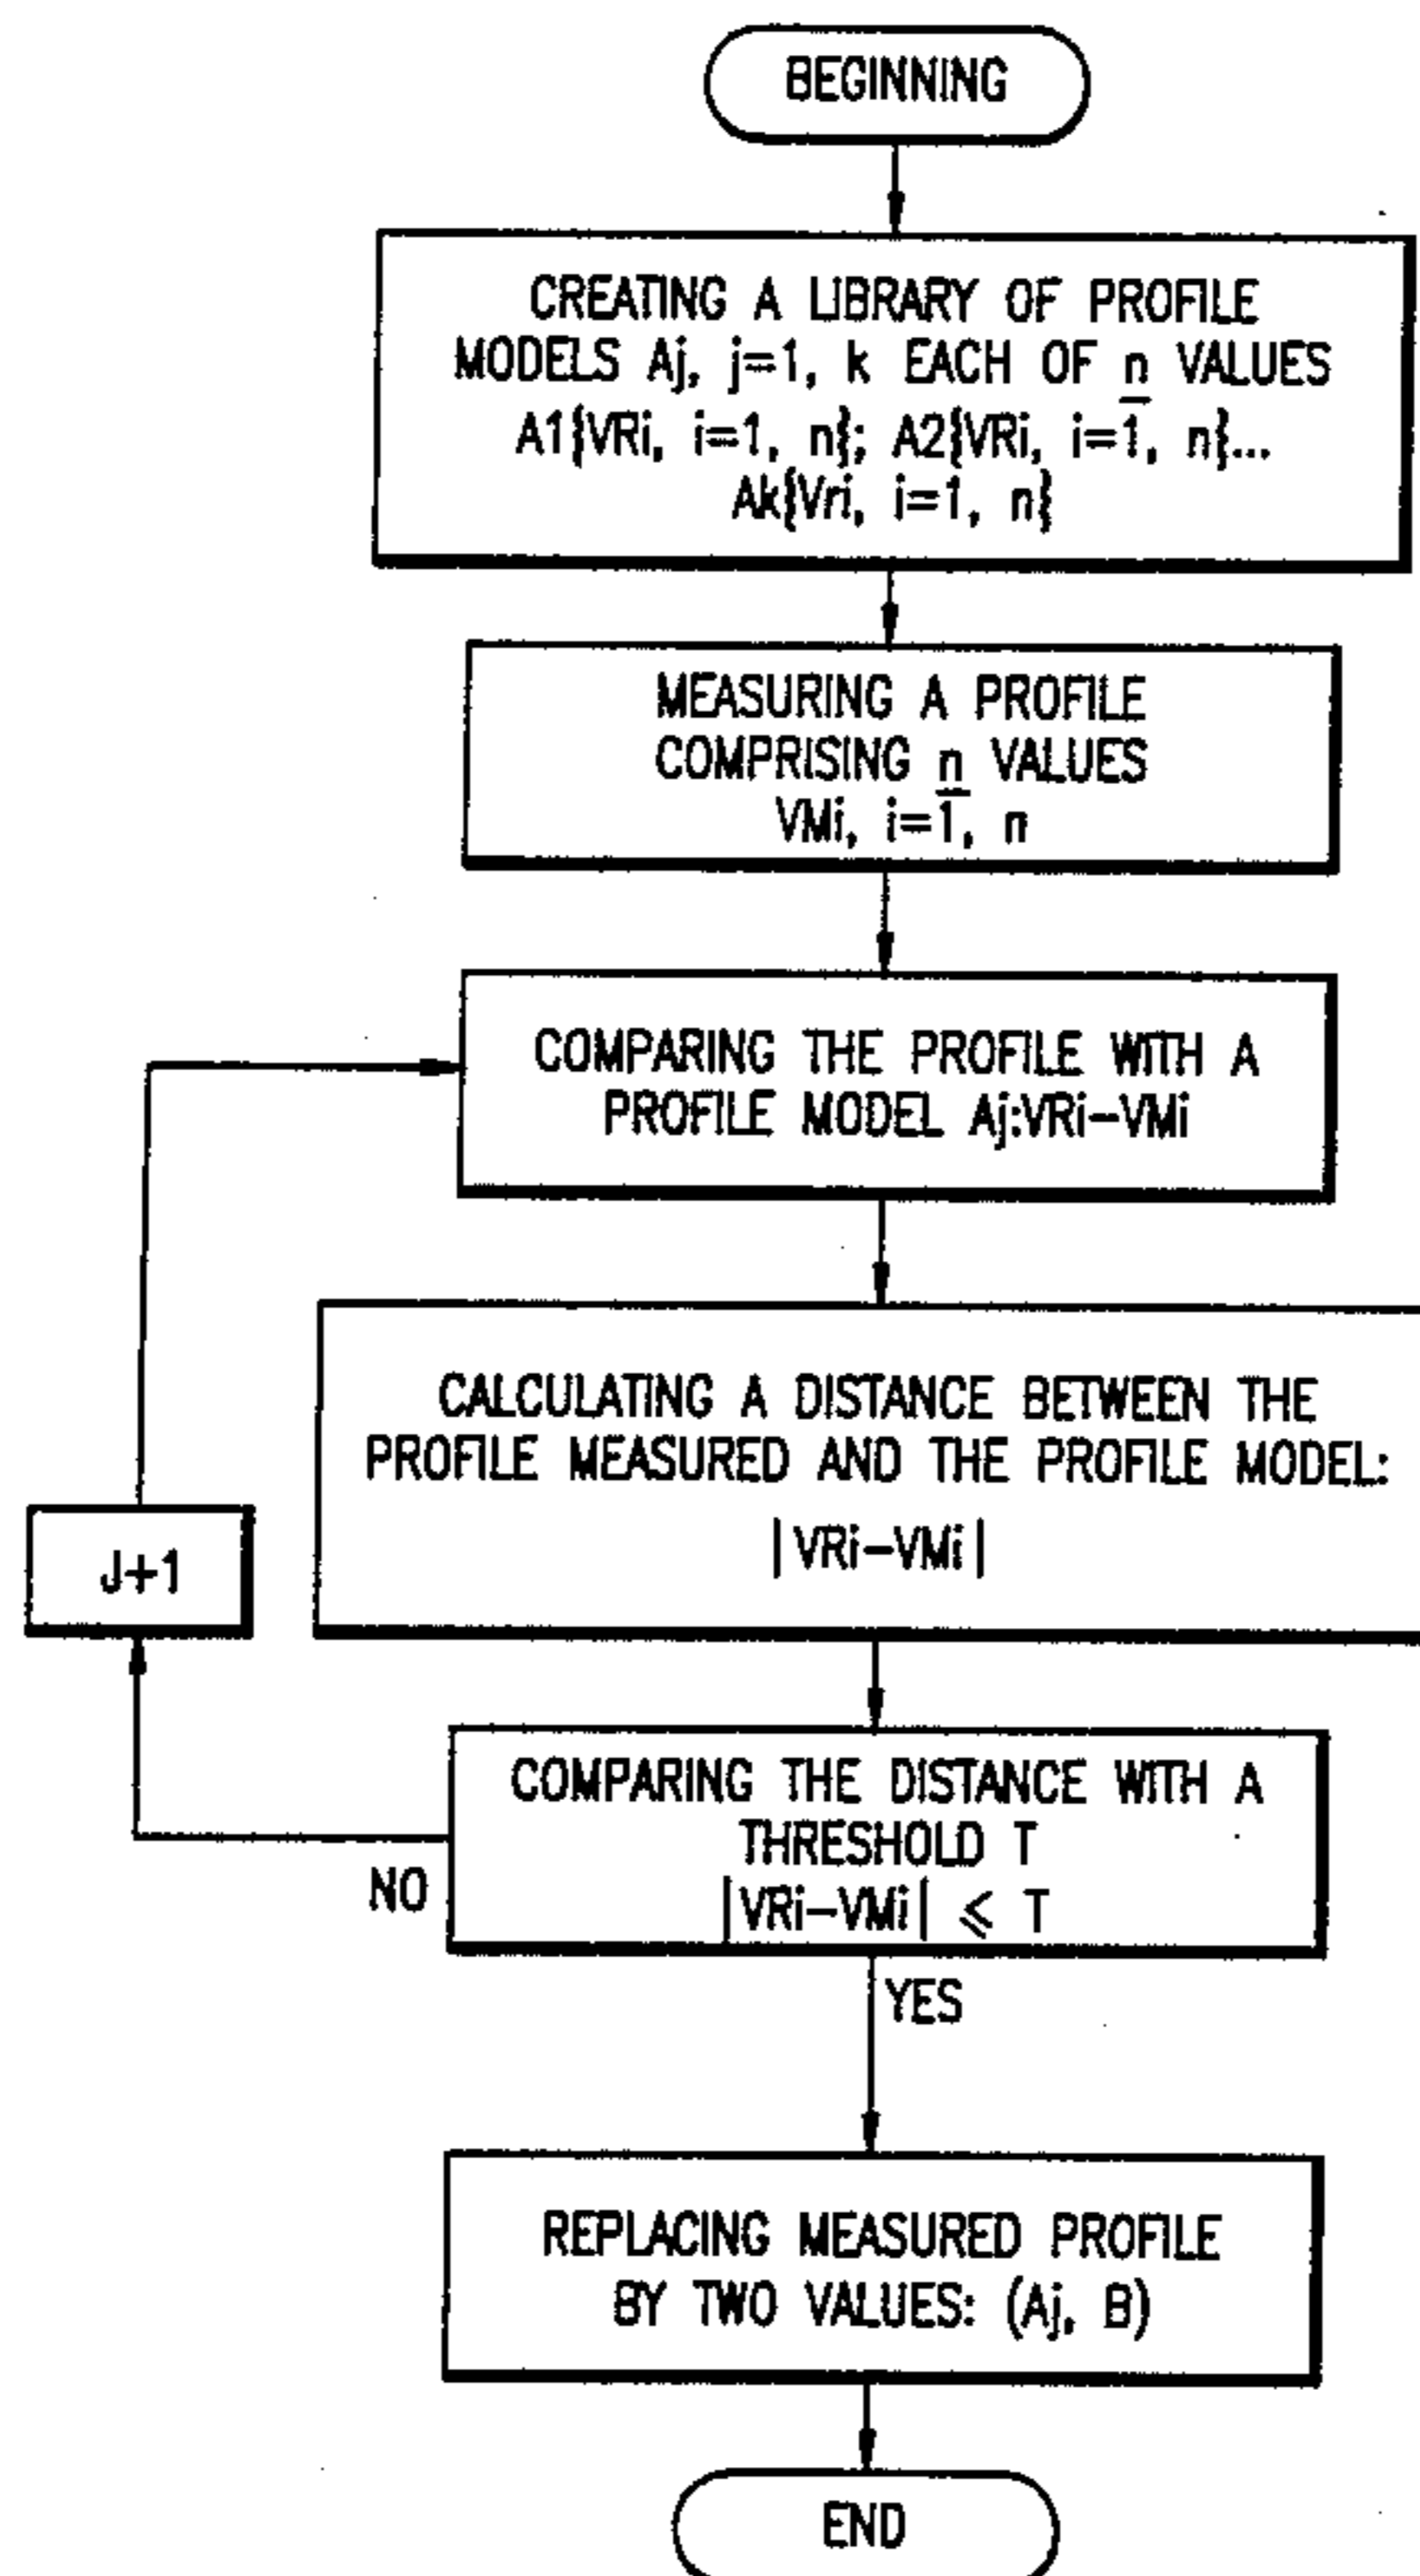 BEGINNING
CREATING A LIBRARY OF PROFILE
MODELS Aj, j=1, k EACH OF n VALUES
A1{VRi, i=1, n}; A2{VRi, i=1, n}...
Ak{Vri, i=1, n}
MEASURING A PROFILE
COMPRISING n VALUES
VMi, i=1, n
COMPARING THE PROFILE WITH A
PROFILE MODEL Aj:VRi-VMi
CALCULATING A DISTANCE BETWEEN THE
PROFILE MEASURED AND THE PROFILE MODEL:
|VRi-VMi|
J+1
COMPARING THE DISTANCE WITH A
THRESHOLD T
|VRi-VMi| ⩽ T
NO
YES
REPLACING MEASURED PROFILE
BY TWO VALUES: (Aj, B)
END